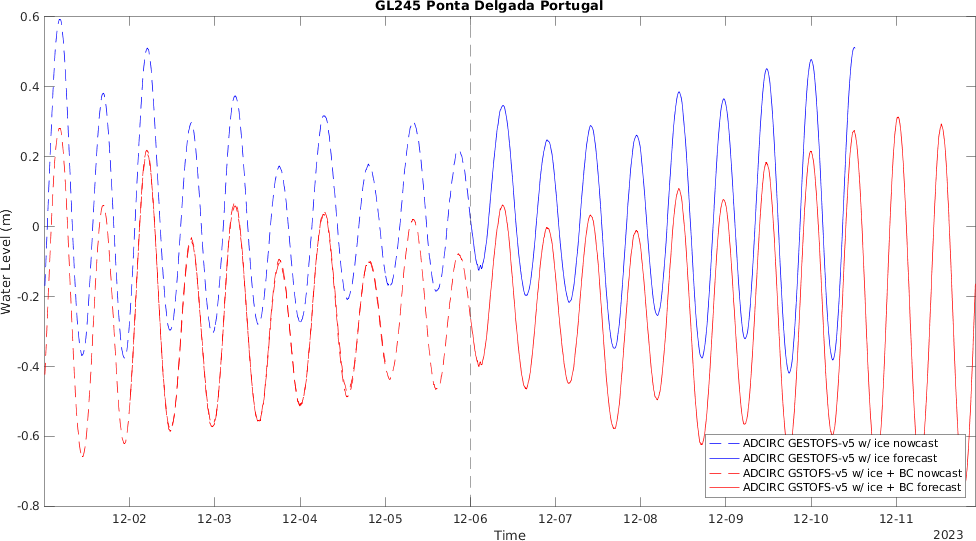 GL245 Ponta Delgada Portugal
0.6
0.4
0.2
0
-0.2
-0.4
-0.6
-0.8
Water Level (m)
ADCIRC GESTOFS-v5 w/ ice nowcast
ADCIRC GESTOFS-v5 w/ ice forecast
ADCIRC GSTOFS-v5 w/ ice + BC nowcast
ADCIRC GSTOFS-v5 w/ ice + BC forecast
12-02 12-03 12-04 12-05 12-06 12-07 12-08 12-09 12-10 12-11
Time
2023